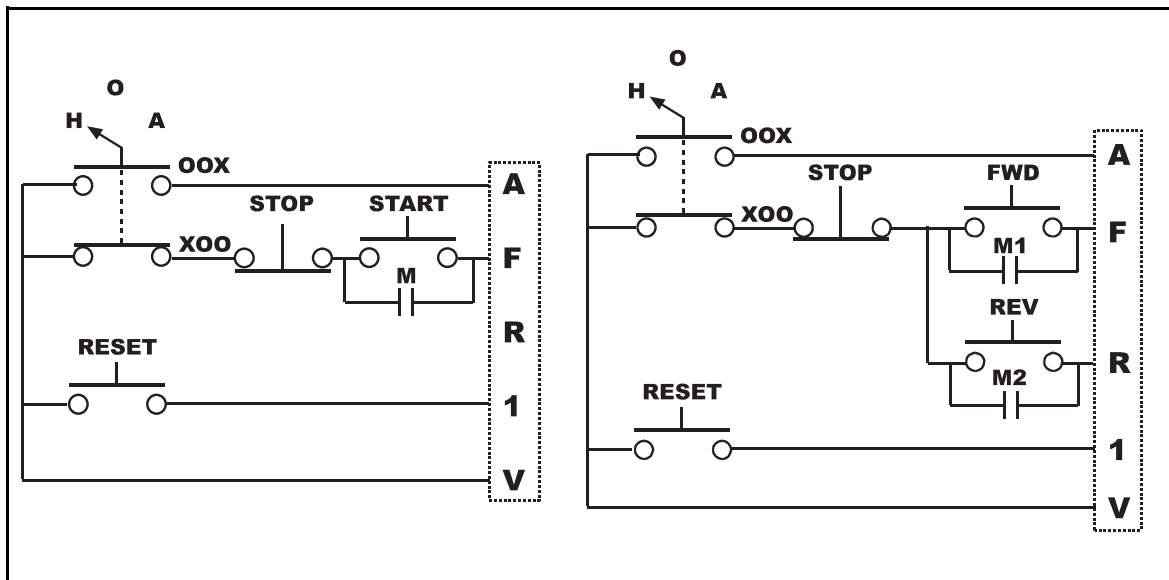 O
H A
OOX
A
STOP START
XOO
F
M
R
RESET
1
V
O
H A
OOX
A
STOP FWD
XOO
F
M1
REV
R
M2
RESET
1
V